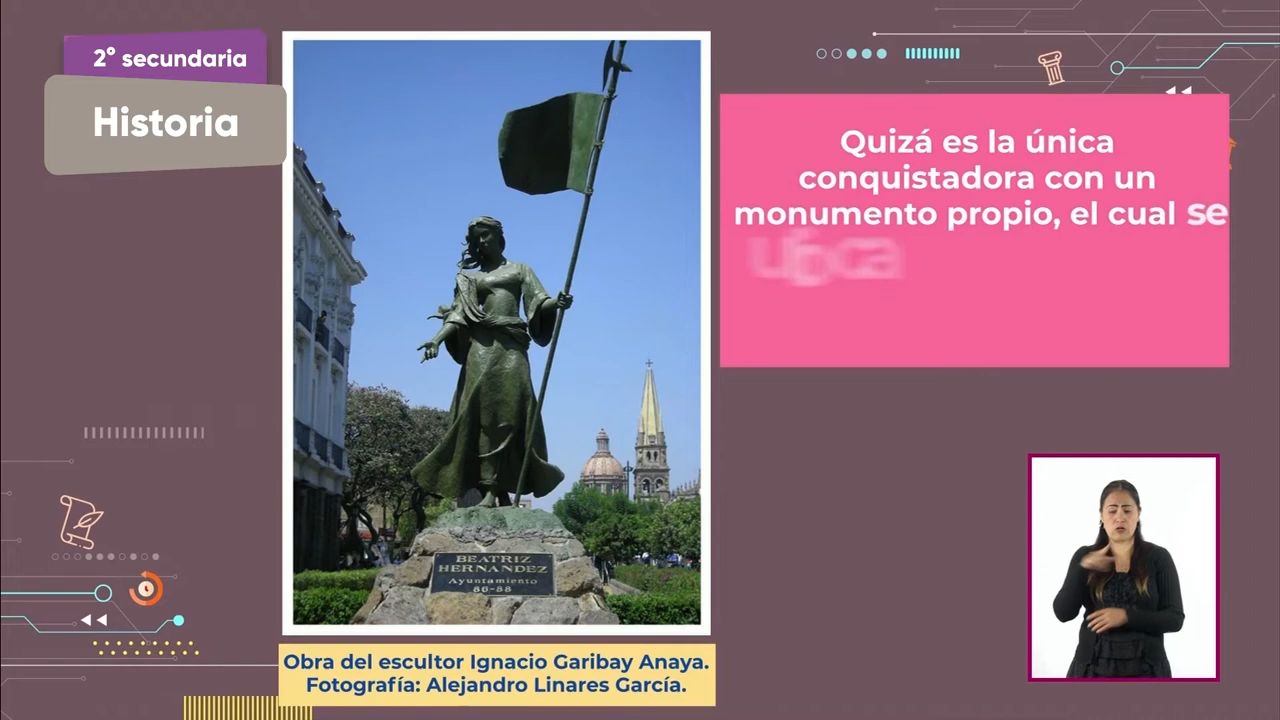 2° secundaria
Historia
Quizá es la única
conquistadora con un
monumento propio, el cual se
ubica
BEATRIZ
HERNANDEZ
Ayuntamiento
86-88
Obra del escultor Ignacio Garibay Anaya.
Fotografía: Alejandro Linares García.